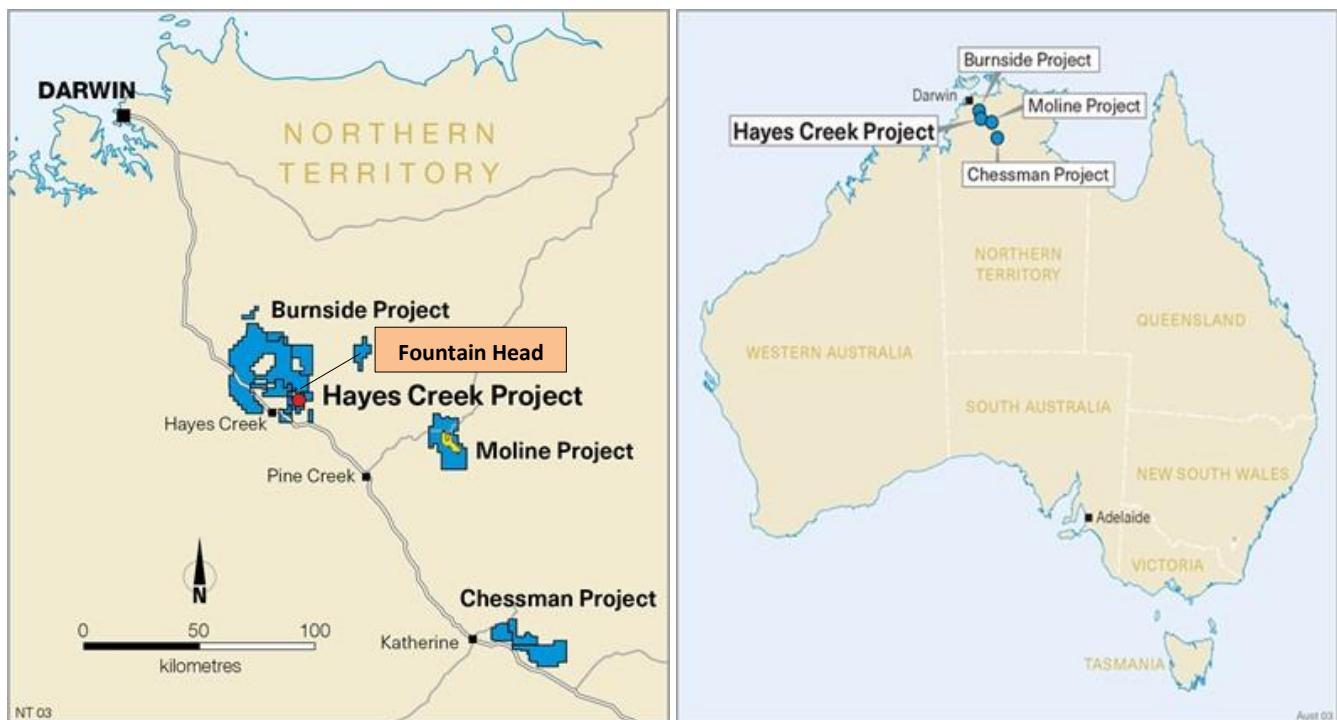 DARWIN
NORTHERN
TERRITORY
Burnside Project
Fountain Head
Hayes Creek Project
Hayes Creek
Moline Project
Pine Creek
N
Chessman Project
0 50 100
kilometres
Katherine
NT 03
Burnside Project
Darwin
Moline Project
Hayes Creek Project
Chessman Project
NORTHERN
TERRITORY
QUEENSLAND
WESTERN AUSTRALIA
SOUTH AUSTRALIA
NEW SOUTH WALES
Adelaide
VICTORIA
TASMANIA
Aust 03